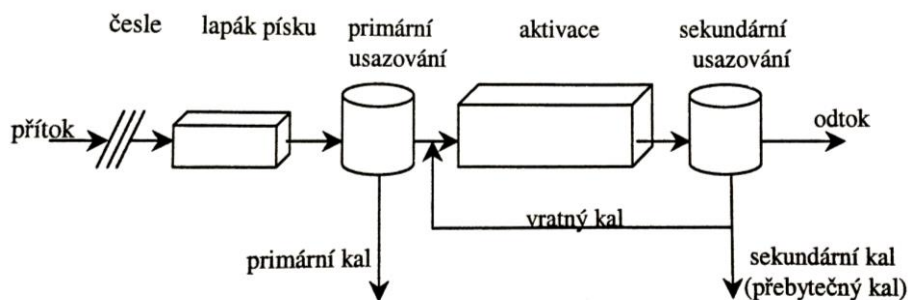 česle
lapák písku
primární
usazování
aktivace
sekundární
usazování
přítok
odtok
vratný kal
primární kal
sekundární kal
(přebytečný kal)